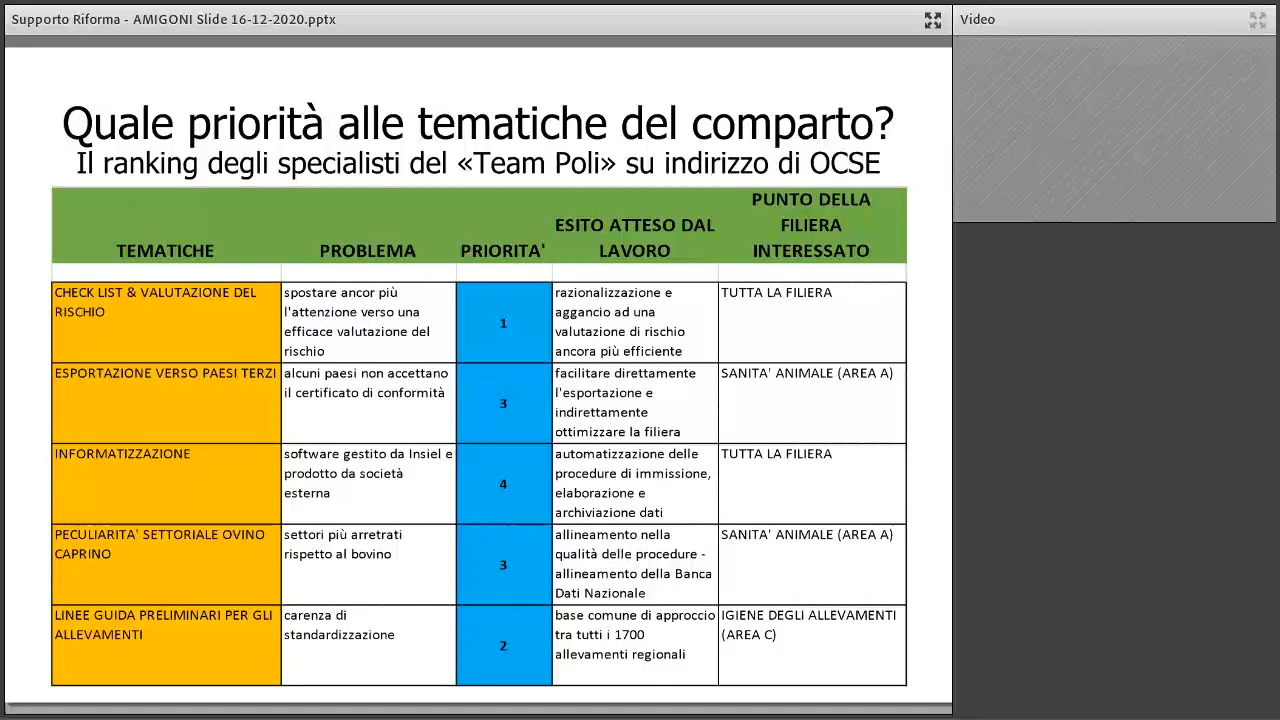 Supporto Riforma - AMIGONI Slide 16-12-2020.pptx
Video
Quale priorità alle tematiche del comparto?
Il ranking degli specialisti del «Team Poli» su indirizzo di OCSE
TEMATICHE
PROBLEMA
PRIORITA'
ESITO ATTESO DAL
LAVORO
PUNTO DELLA
FILIERA
INTERESSATO
CHECK LIST & VALUTAZIONE DEL
RISCHIO
spostare ancor più
l'attenzione verso una
efficace valutazione del
rischio
1
razionalizzazione e
aggancio ad una
valutazione di rischio
ancora più efficiente
TUTTA LA FILIERA
ESPORTAZIONE VERSO PAESI TERZI
alcuni paesi non accettano
il certificato di conformità
3
facilitare direttamente
l'esportazione e
indirettamente
ottimizzare la filiera
SANITA' ANIMALE (AREA A)
INFORMATIZZAZIONE
software gestito da Insiel e
prodotto da società
esterna
4
automatizzazione delle
procedure di immissione,
elaborazione e
archiviazione dati
TUTTA LA FILIERA
PECULIARITA' SETTORIALE OVINO
CAPRINO
settori più arretrati
rispetto al bovino
3
allineamento nella
qualità delle procedure -
allineamento della Banca
Dati Nazionale
SANITA' ANIMALE (AREA A)
LINEE GUIDA PRELIMINARI PER GLI
ALLEVAMENTI
carenza di
standardizzazione
2
base comune di approccio
tra tutti i 1700
allevamenti regionali
IGIENE DEGLI ALLEVAMENTI
(AREA C)